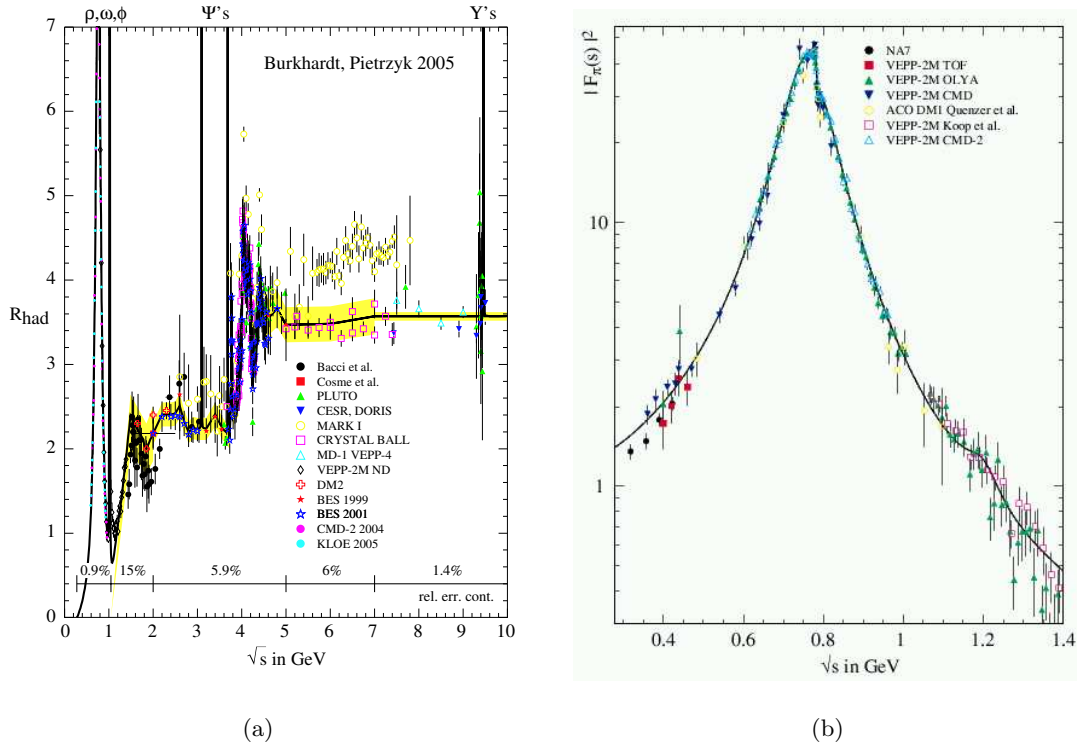 ρ,ω,ϕ Ψ's Υ's
7
6
5
4
R_had
3
2
1
0
Burkhardt, Pietrzyk 2005
Bacci et al.
Cosme et al.
PLUTO
CESR, DORIS
MARK I
CRYSTAL BALL
MD-1 VEPP-4
VEPP-2M ND
DM2
BES 1999
BES 2001
CMD-2 2004
KLOE 2005
0.9% 15% 5.9% 6% 1.4%
rel. err. cont.
0 1 2 3 4 5 6 7 8 9 10
√s in GeV
(a)
| F_π(s) |²
10
1
NA7
VEPP-2M TOF
VEPP-2M OLYA
VEPP-2M CMD
ACO DM1 Quenzer et al.
VEPP-2M Koop et al.
VEPP-2M CMD-2
0.4 0.6 0.8 1 1.2 1.4
√s in GeV
(b)